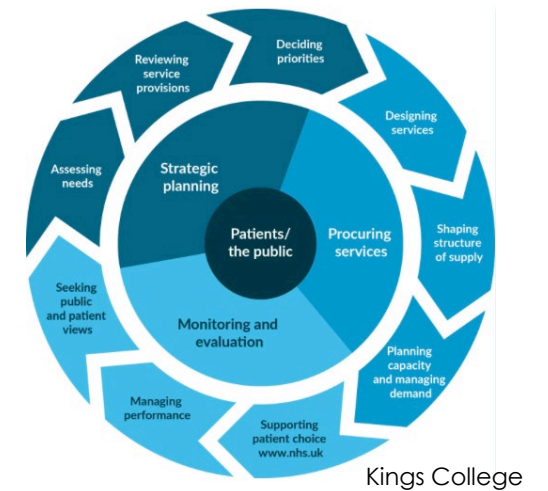 Deciding
priorities
Reviewing
service
provisions
Designing
services
Assessing
needs
Strategic
planning
Patients/
the public
Procuring
services
Shaping
structure
of supply
Seeking
public
and patient
views
Monitoring and
evaluation
Planning
capacity
and managing
demand
Managing
performance
Supporting
patient choice
www.nhs.uk
Kings College